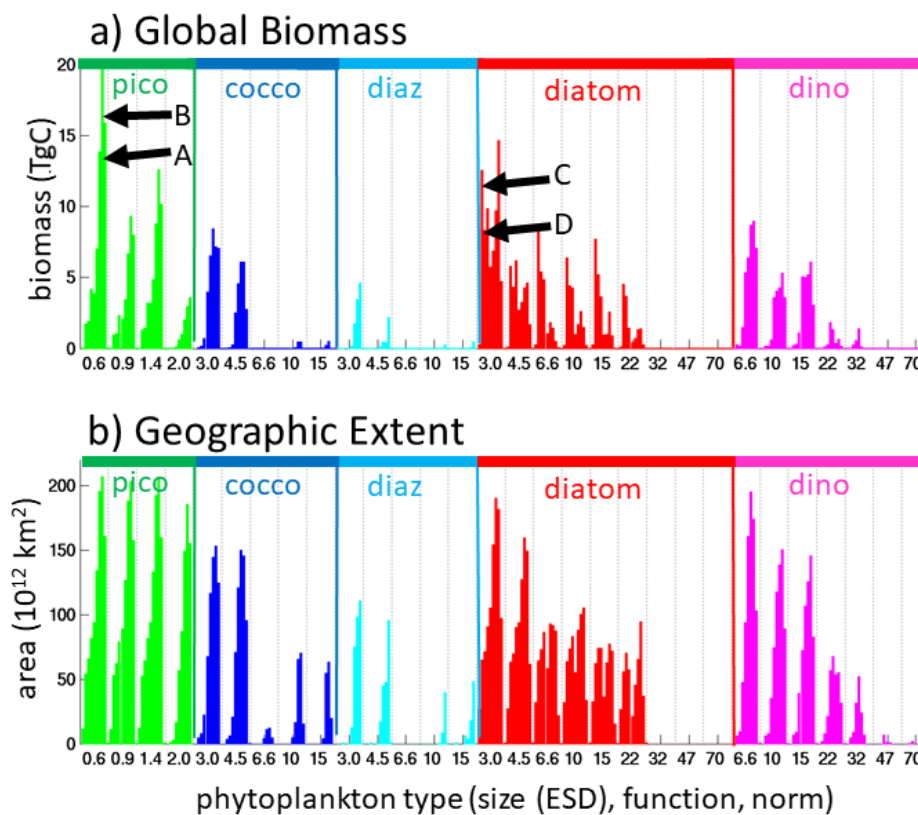 a) Global Biomass
pico cocco diaz diatom dino
biomass (TgC)
20
15
10
5
0
B
A
C
D
0.6 0.9 1.4 2.0 3.0 4.5 6.6 10 15 3.0 4.5 6.6 10 15 3.0 4.5 6.6 10 15 22 32 47 70 6.6 10 15 22 32 47 70
b) Geographic Extent
pico cocco diaz diatom dino
area (10¹² km²)
200
150
100
50
0
0.6 0.9 1.4 2.0 3.0 4.5 6.6 10 15 3.0 4.5 6.6 10 15 3.0 4.5 6.6 10 15 22 32 47 70 6.6 10 15 22 32 47 70
phytoplankton type (size (ESD), function, norm)